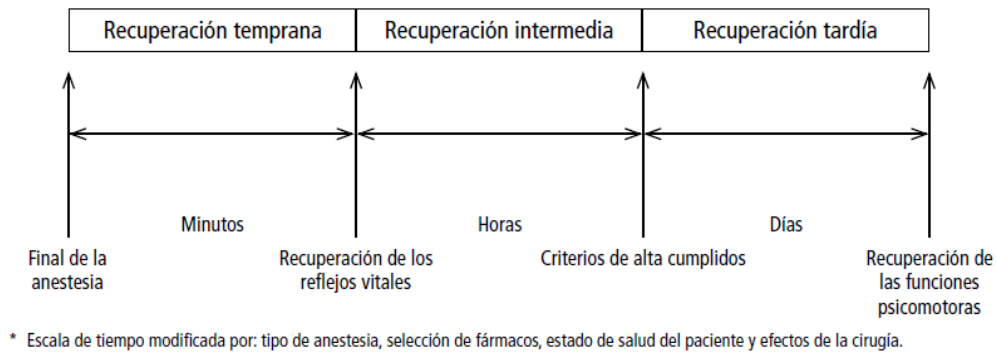 Recuperación temprana
Recuperación intermedia
Recuperación tardía
Minutos
Horas
Días
Final de la
anestesia
Recuperación de los
reflejos vitales
Criterios de alta cumplidos
Recuperación de
las funciones
psicomotoras
* Escala de tiempo modificada por: tipo de anestesia, selección de fármacos, estado de salud del paciente y efectos de la cirugía.